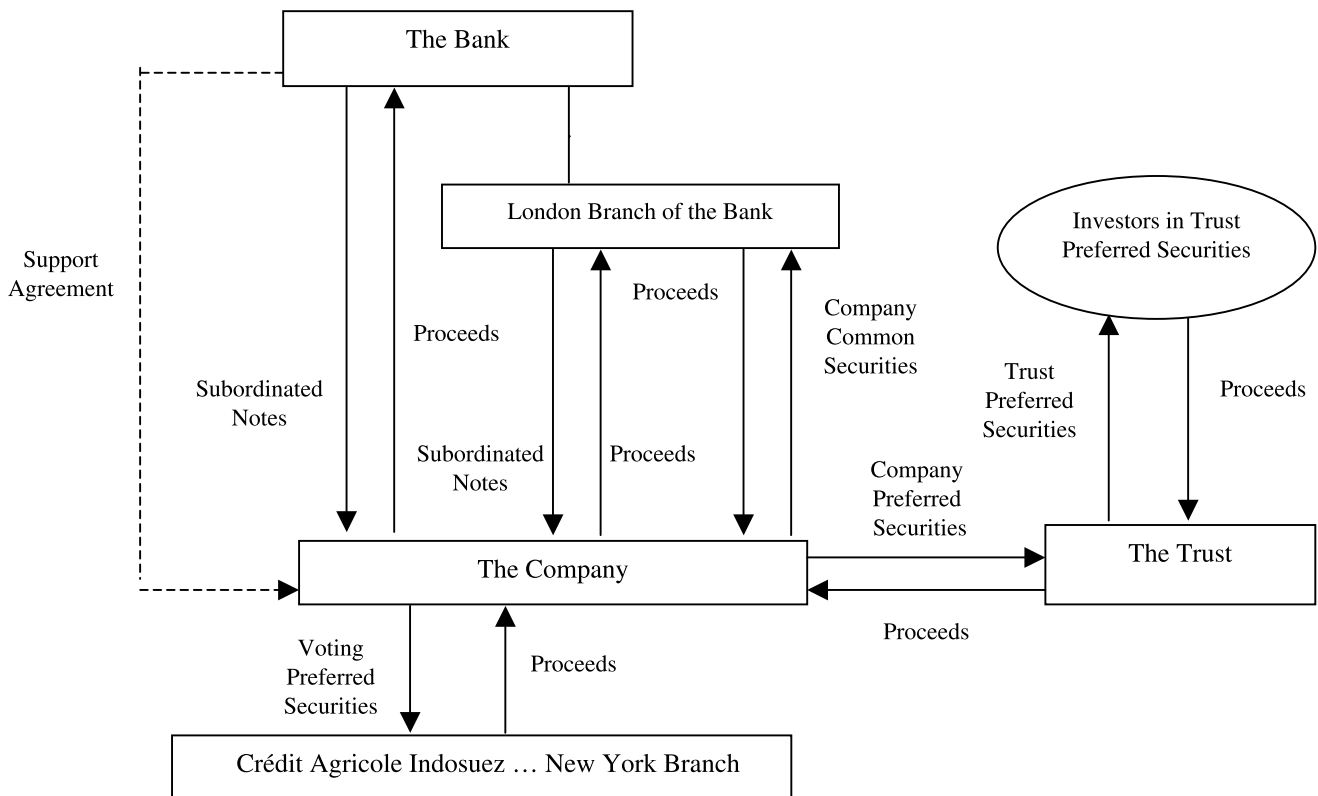 The Bank
London Branch of the Bank
Investors in Trust
Preferred Securities
Support
Agreement
Proceeds
Company
Common
Securities
Proceeds
Subordinated
Notes
Trust
Preferred
Securities
Proceeds
Subordinated
Notes
Proceeds
Company
Preferred
Securities
The Company
The Trust
Proceeds
Voting
Preferred
Securities
Proceeds
Crédit Agricole Indosuez … New York Branch